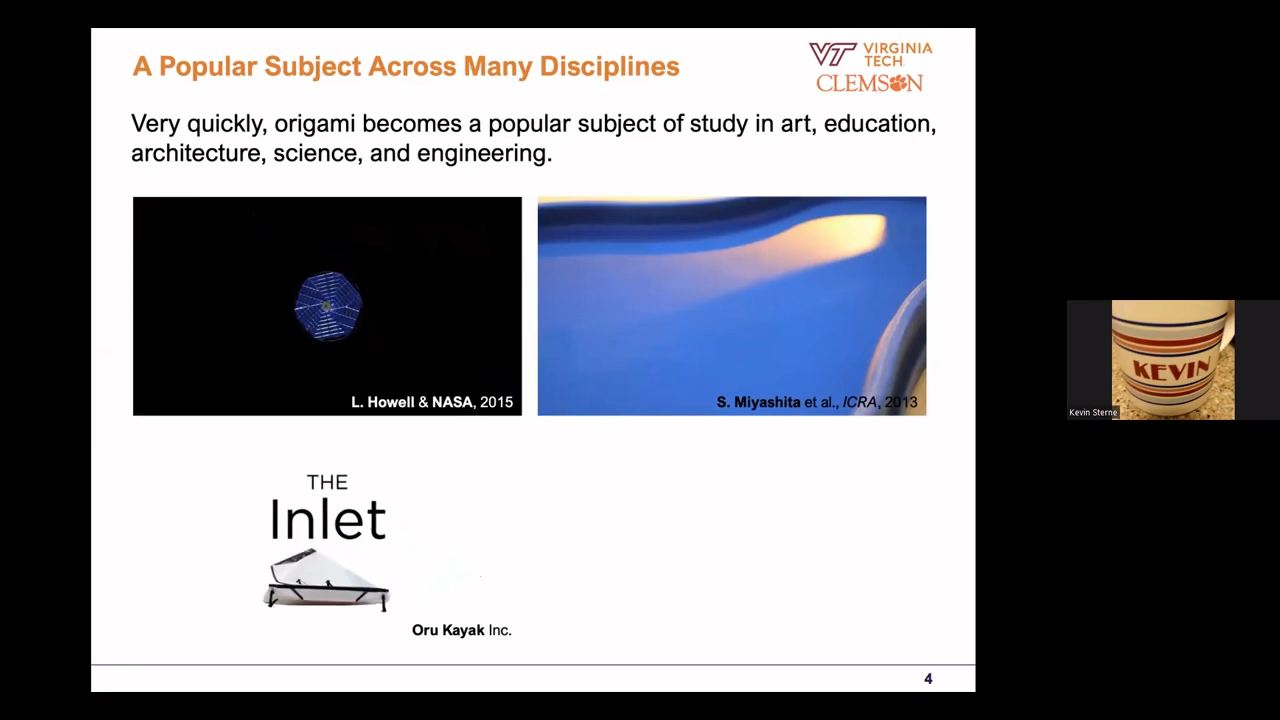 A Popular Subject Across Many Disciplines
VT VIRGINIA
TECH
CLEMSON
Very quickly, origami becomes a popular subject of study in art, education,
architecture, science, and engineering.
L. Howell & NASA, 2015
S. Miyashita et al., ICRA, 2013
KEVIN
Kevin Sterne
THE
Inlet
Oru Kayak Inc.
4